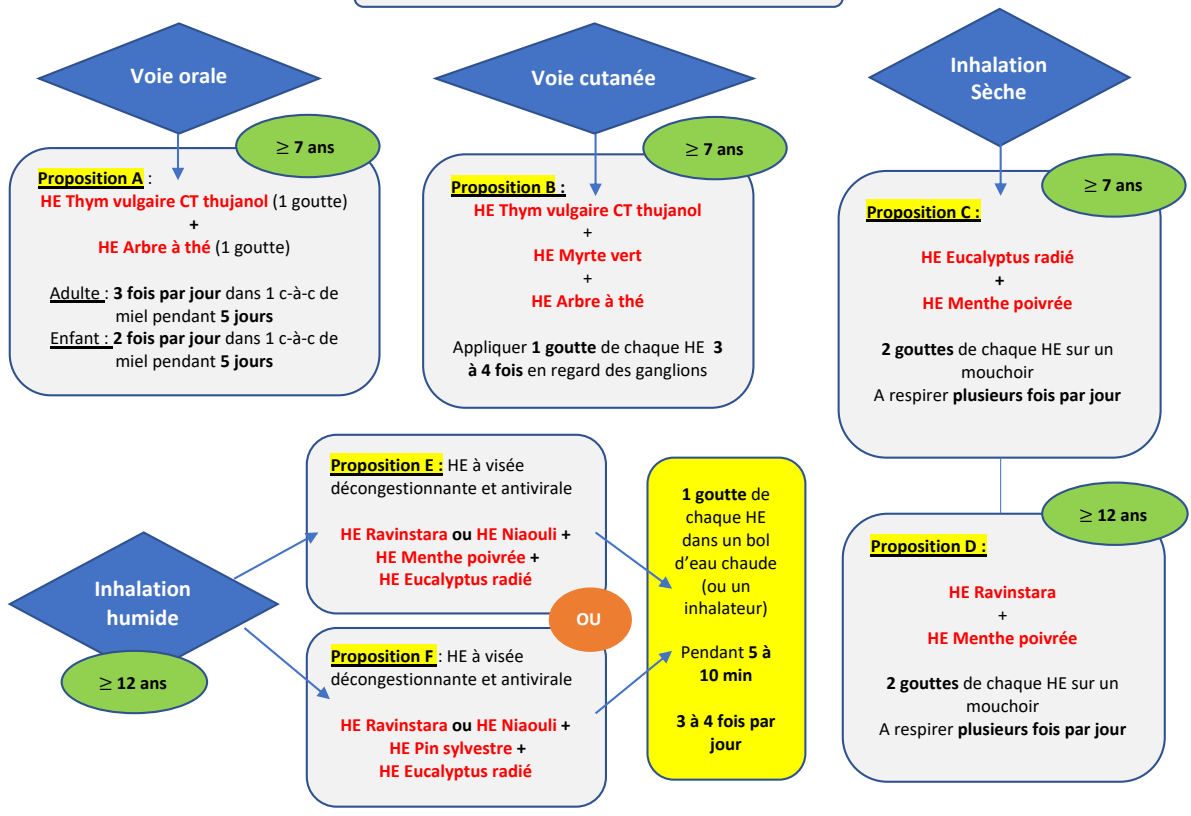 Voie orale
≥ 7 ans
Proposition A :
HE Thym vulgaire CT thujanol (1 goutte)
+
HE Arbre à thé (1 goutte)
Adulte : 3 fois par jour dans 1 c-à-c de
miel pendant 5 jours
Enfant : 2 fois par jour dans 1 c-à-c de
miel pendant 5 jours
Voie cutanée
≥ 7 ans
Proposition B :
HE Thym vulgaire CT thujanol
+
HE Myrte vert
+
HE Arbre à thé
Appliquer 1 goutte de chaque HE 3
à 4 fois en regard des ganglions
Inhalation
Sèche
≥ 7 ans
Proposition C :
HE Eucalyptus radié
+
HE Menthe poivrée
2 gouttes de chaque HE sur un
mouchoir
A respirer plusieurs fois par jour
≥ 12 ans
Proposition D :
HE Ravinstara
+
HE Menthe poivrée
2 gouttes de chaque HE sur un
mouchoir
A respirer plusieurs fois par jour
Inhalation
humide
≥ 12 ans
Proposition E : HE à visée
décongestionnante et antivirale
HE Ravinstara ou HE Niaouli +
HE Menthe poivrée +
HE Eucalyptus radié
OU
Proposition F : HE à visée
décongestionnante et antivirale
HE Ravinstara ou HE Niaouli +
HE Pin sylvestre +
HE Eucalyptus radié
1 goutte de
chaque HE
dans un bol
d'eau chaude
(ou un
inhalateur)
Pendant 5 à
10 min
3 à 4 fois par
jour